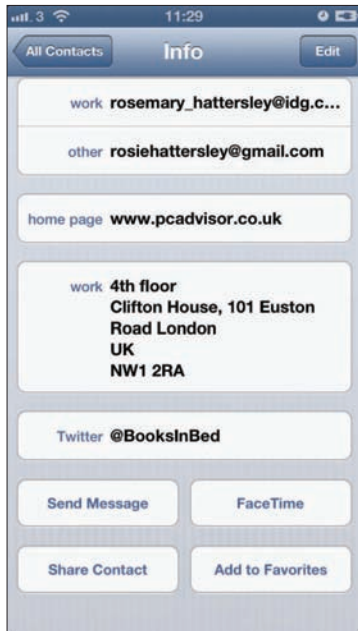 3 11:29
All Contacts Info Edit
work rosemary_hattersley@idg.c...
other rosiehattersley@gmail.com
home page www.pcadvisor.co.uk
work 4th floor
Clifton House, 101 Euston
Road London
UK
NW1 2RA
Twitter @BooksInBed
Send Message FaceTime
Share Contact Add to Favorites